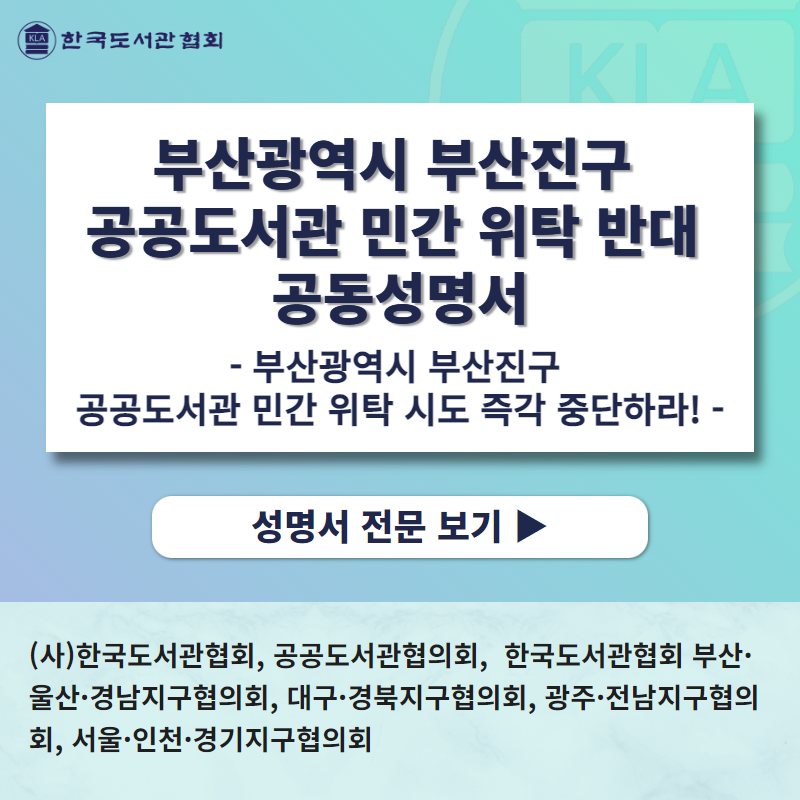 KLA
한국도서관협회
KLA
부산광역시 부산진구
공공도서관 민간 위탁 반대
공동성명서
- 부산광역시 부산진구
공공도서관 민간 위탁 시도 즉각 중단하라! -
성명서 전문 보기 ▶
(사)한국도서관협회, 공공도서관협의회, 한국도서관협회 부산·
울산·경남지구협의회, 대구·경북지구협의회, 광주·전남지구협의
회, 서울·인천·경기지구협의회